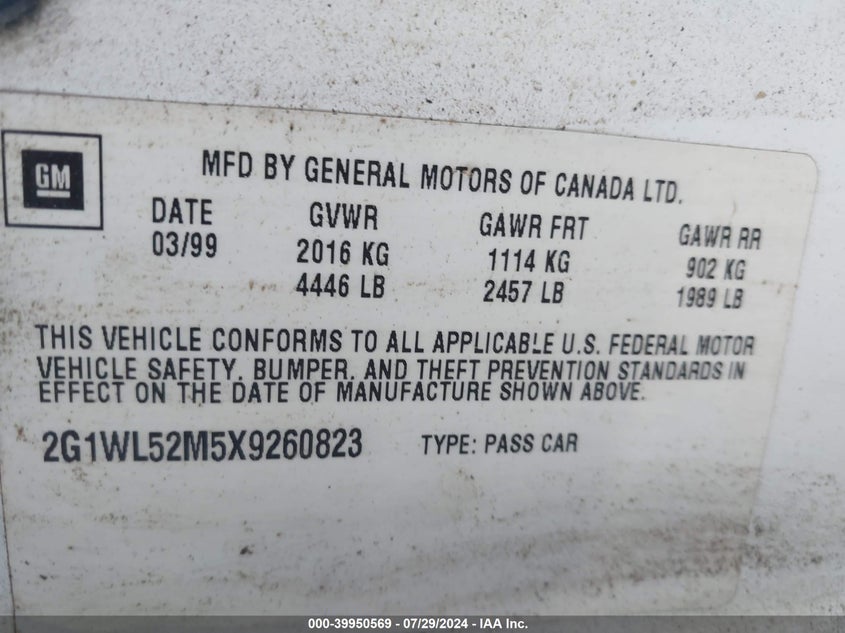 GM
MFD BY GENERAL MOTORS OF CANADA LTD.
DATE GVWR GAWR FRT GAWR RR
03/99 2016 KG 1114 KG 902 KG
4446 LB 2457 LB 1989 LB
THIS VEHICLE CONFORMS TO ALL APPLICABLE U.S. FEDERAL MOTOR
VEHICLE SAFETY, BUMPER, AND THEFT PREVENTION STANDARDS IN
EFFECT ON THE DATE OF MANUFACTURE SHOWN ABOVE.
2G1WL52M5X9260823 TYPE: PASS CAR
000-39950569 | 07/29/2024 - IAA Inc.